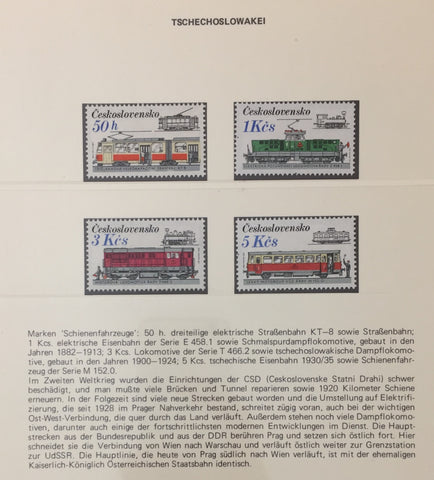 TSCHECHOSLOWAKEI
Československo
50 h
Československo
1 Kčs
Československo
3 Kčs
Československo
5 Kčs
Marken 'Schienenfahrzeuge': 50 h. dreiteilige elektrische Straßenbahn KT-8 sowie Straßenbahn;
1 Kcs. elektrische Eisenbahn der Serie E 458.1 sowie Schmalspurdampflokomotive, gebaut in den
Jahren 1882-1913; 3 Kcs. Lokomotive der Serie T 466.2 sowie tschechoslowakische Dampflokomo-
tive, gebaut in den Jahren 1900-1924; 5 Kcs. tschechische Eisenbahn 1930/35 sowie Schienenfahr-
zeug der Serie M 152.0.
Im Zweiten Weltkrieg wurden die Einrichtungen der CSD (Ceskoslovenske Statni Drahi) schwer
beschädigt, und man mußte viele Brücken und Tunnel reparieren sowie 1920 Kilometer Schiene
erneuern. In der Folgezeit sind viele neue Strecken gebaut worden und die Umstellung auf Elektrifi-
zierung, die seit 1928 im Prager Nahverkehr bestand, schreitet zügig voran, auch bei der wichtigen
Ost-West-Verbindung, die quer durch das Land verläuft. Außerdem stehen noch viele Dampflokomo-
tiven, darunter auch einige der fortschrittlichsten modernen Entwicklungen im Dienst. Die Haupt-
strecken aus der Bundesrepublik und aus der DDR berühren Prag und setzen sich östlich fort. Hier
schneidet sie die Verbindung von Wien nach Warschau und verläuft östlich weiter zur Grenzstation
zur UdSSR. Die Hauptlinie, die heute von Prag südlich nach Wien verläuft, ist mit der ehemaligen
Kaiserlich-Königlich Österreichischen Staatsbahn identisch.